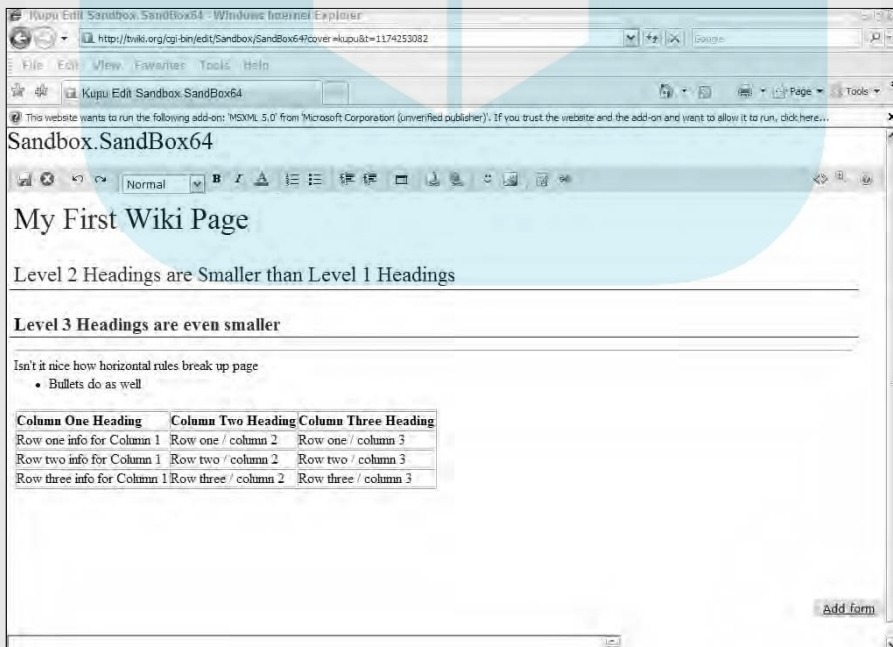 Kupu Edit Sandbox.SandBox64 - Windows Internet Explorer
http://twiki.org/cgi-bin/edit/Sandbox/SandBox64?cover=kupu&t=1174253082
Google
File Edit View Favorites Tools Help
Kupu Edit Sandbox.SandBox64
Page
Tools
This website wants to run the following add-on: 'MSXML 5.0' from 'Microsoft Corporation (unverified publisher)'. If you trust the website and the add-on and want to allow it to run, click here...
Sandbox.SandBox64
Normal
B I A
My First Wiki Page
Level 2 Headings are Smaller than Level 1 Headings
Level 3 Headings are even smaller
Isn't it nice how horizontal rules break up page
• Bullets do as well
Column One Heading Column Two Heading Column Three Heading
Row one info for Column 1 Row one / column 2 Row one / column 3
Row two info for Column 1 Row two / column 2 Row two / column 3
Row three info for Column 1 Row three / column 2 Row three / column 3
Add form